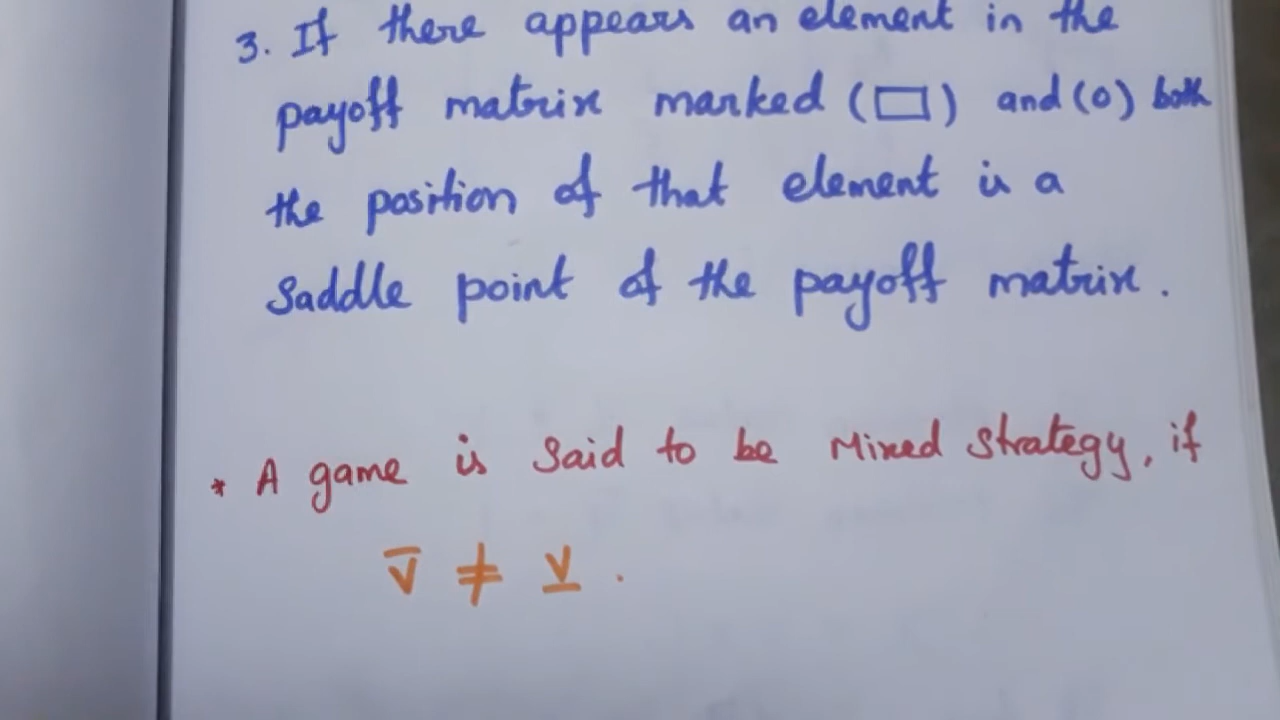 3. If there appears an element in the
payoff matrix marked (□) and (o) both
the position of that element is a
Saddle point of the payoff matrix.
* A game is said to be Mixed Strategy, if
v̅ ≠ v̲ .